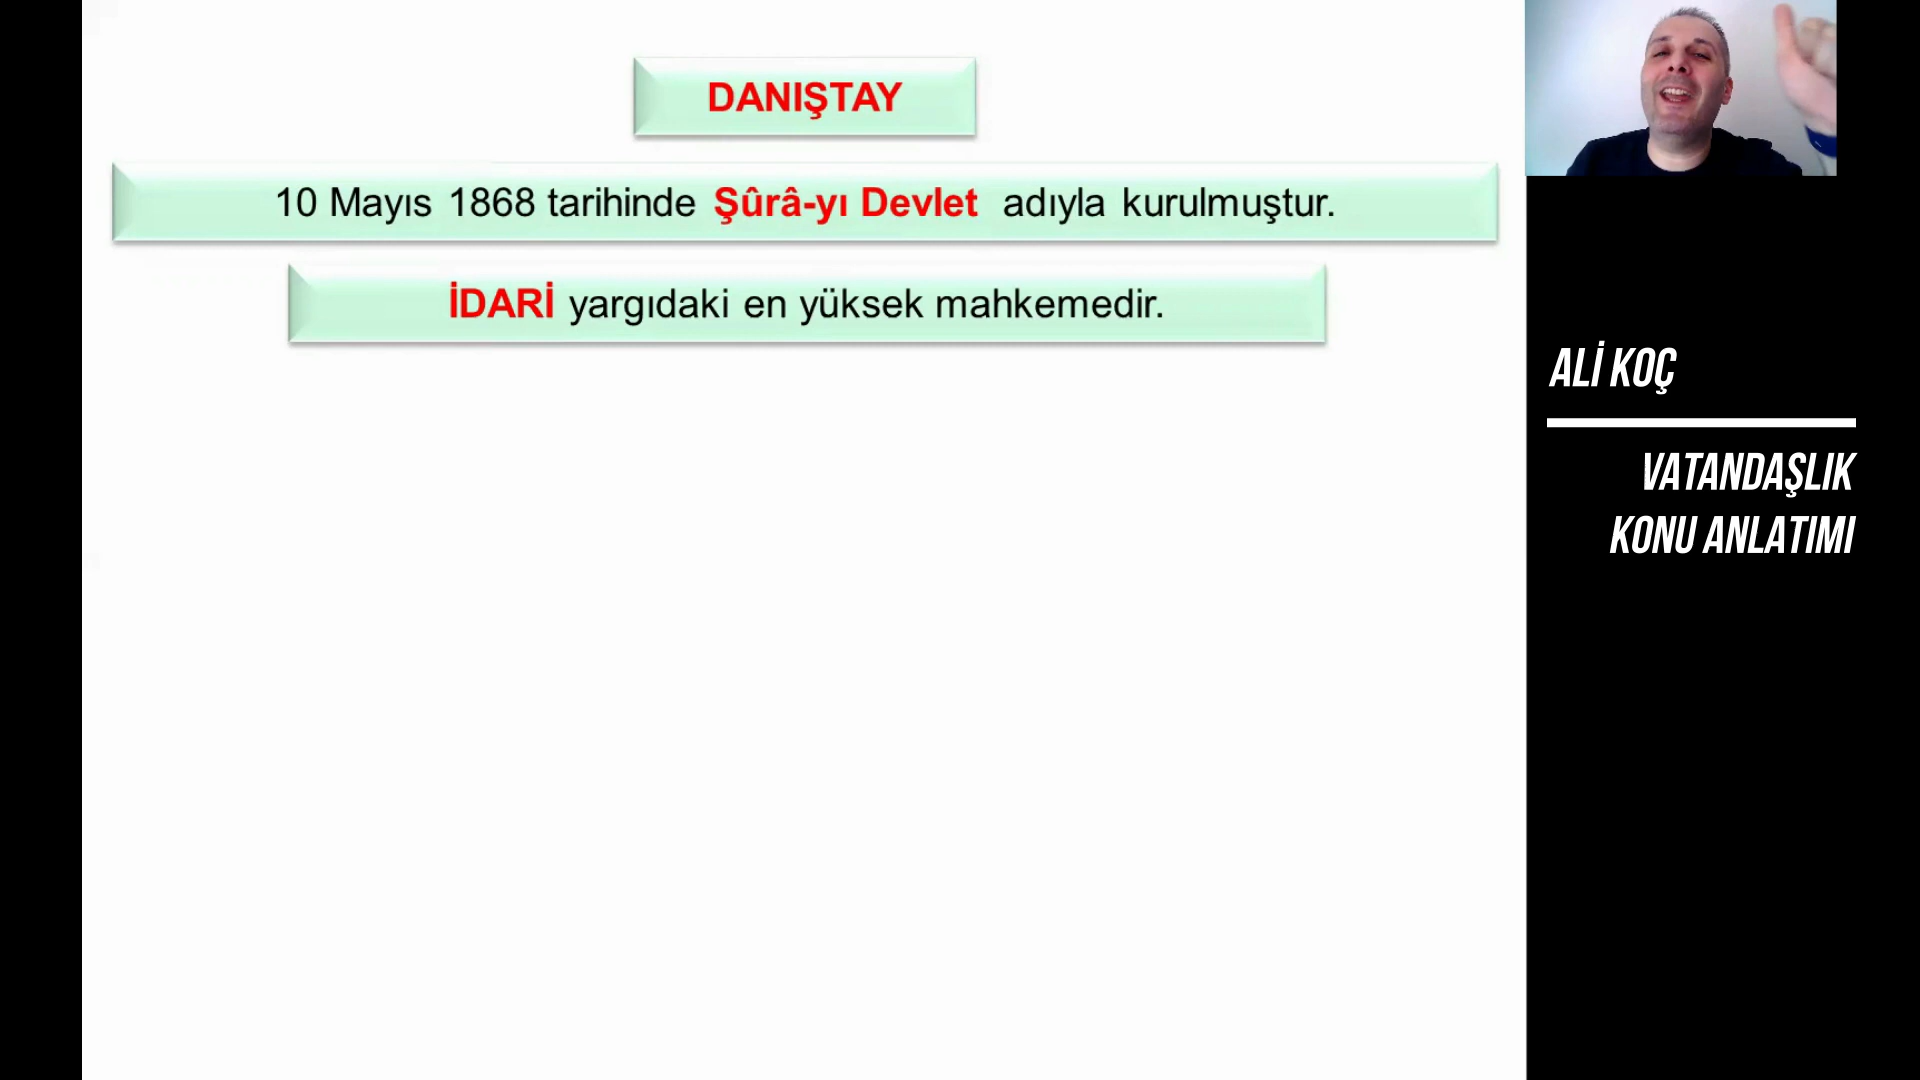 DANIŞTAY
10 Mayıs 1868 tarihinde Şûrâ-yı Devlet adıyla kurulmuştur.
İDARİ yargıdaki en yüksek mahkemedir.
ALİ KOÇ
VATANDAŞLIK
KONU ANLATIMI